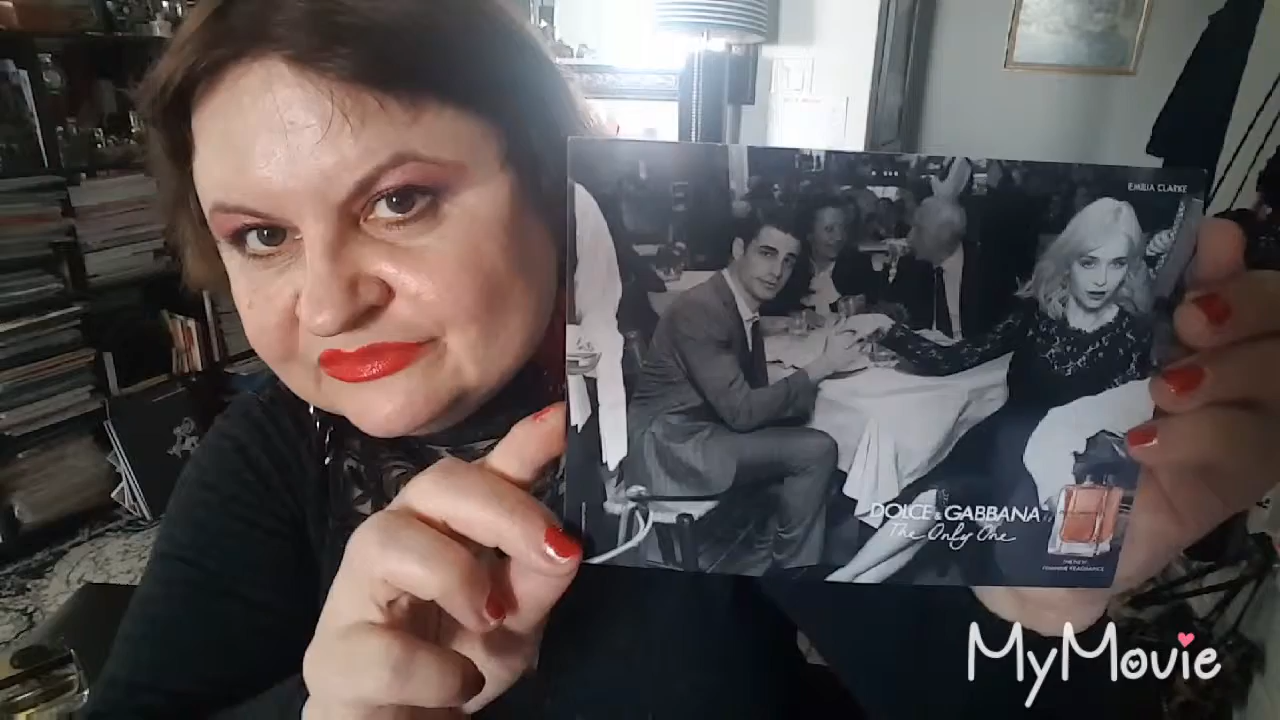 EMILIA CLARKE
DOLCE & GABBANA
The Only One
THE NEW
FEMININE FRAGRANCE
MyMovie